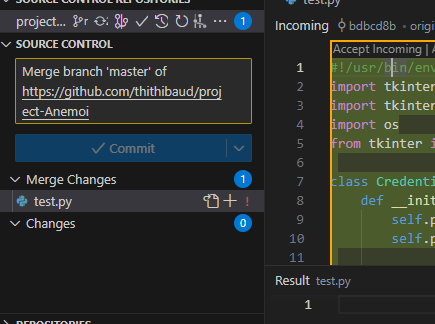 SOURCE CONTROL REPOSITORIES
project...
1
SOURCE CONTROL
Merge branch 'master' of
https://github.com/thithibaud/proj
ect-Anemoi
Commit
Merge Changes
1
test.py
!
Changes
0
REPOSITORIES
test.py
Incoming
bdbcd8b
Accept Incoming | A
1
#!/usr/bin/env
2
import tkinter
3
import tkinter
4
import os
5
from tkinter i
6
7
class Credenti
8
def __init
9
self.p
10
self.p
11
Result test.py
1